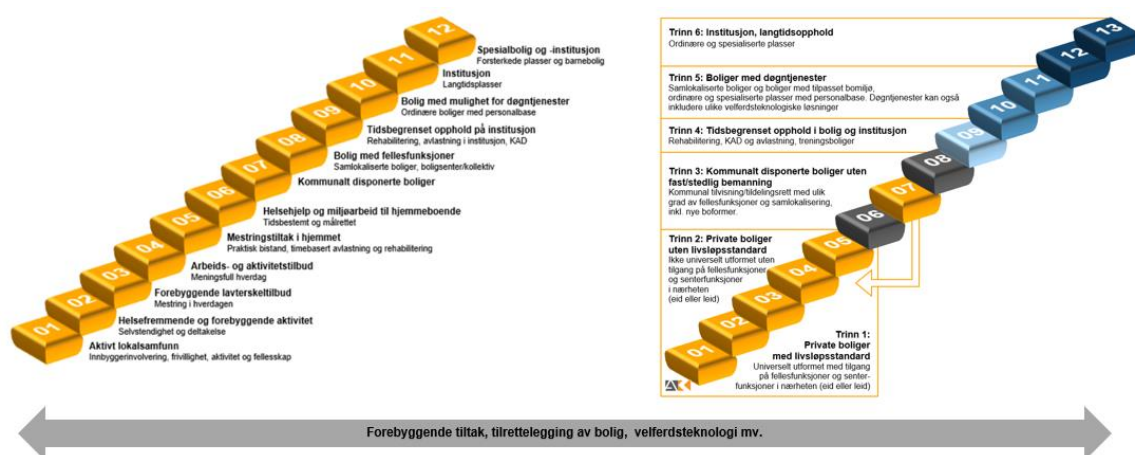 12
Spesialbolig og -institusjon
Forsterkede plasser og barnebolig
11
Institusjon
Langtidsplasser
10
Bolig med mulighet for døgntjenester
Ordinære boliger med personalbase
09
Tidsbegrenset opphold på institusjon
Rehabilitering, avlastning i institusjon, KAD
08
Bolig med fellesfunksjoner
Samlokaliserte boliger, boligsenter/kollektiv
07
Kommunalt disponerte boliger
06
Helsehjelp og miljøarbeid til hjemmeboende
Tidsbestemt og målrettet
05
Mestringstiltak i hjemmet
Praktisk bistand, timebasert avlastning og rehabilitering
04
Arbeids- og aktivitetstilbud
Meningsfull hverdag
03
Forebyggende lavterskeltilbud
Mestring i hverdagen
02
Helsefremmende og forebyggende aktivitet
Selvstendighet og deltakelse
01
Aktivt lokalsamfunn
Innbyggerinvolvering, frivillighet, aktivitet og fellesskap
13
12
11
10
09
08
07
06
05
04
03
02
01
Trinn 6: Institusjon, langtidsopphold
Ordinære og spesialiserte plasser
Trinn 5: Boliger med døgntjenester
Samlokaliserte boliger og boliger med tilpasset bomiljø,
ordinære og spesialiserte plasser med personalbase. Døgntjenester kan også
inkludere ulike velferdsteknologiske løsninger
Trinn 4: Tidsbegrenset opphold i bolig og institusjon
Rehabilitering, KAD og avlastning, treningsboliger
Trinn 3: Kommunalt disponerte boliger uten
fast/stedlig bemanning
Kommunal tilvisning/tildelingsrett med ulik
grad av fellesfunksjoner og samlokalisering,
inkl. nye boformer.
Trinn 2: Private boliger
uten livsløpsstandard
Ikke universelt utformet uten
tilgang på fellesfunksjoner
og senterfunksjoner
i nærheten
(eid eller leid)
Trinn 1:
Private boliger
med livsløpsstandard
Universelt utformet med tilgang
på fellesfunksjoner og senter-
funksjoner i nærheten (eid eller leid)
Forebyggende tiltak, tilrettelegging av bolig, velferdsteknologi mv.